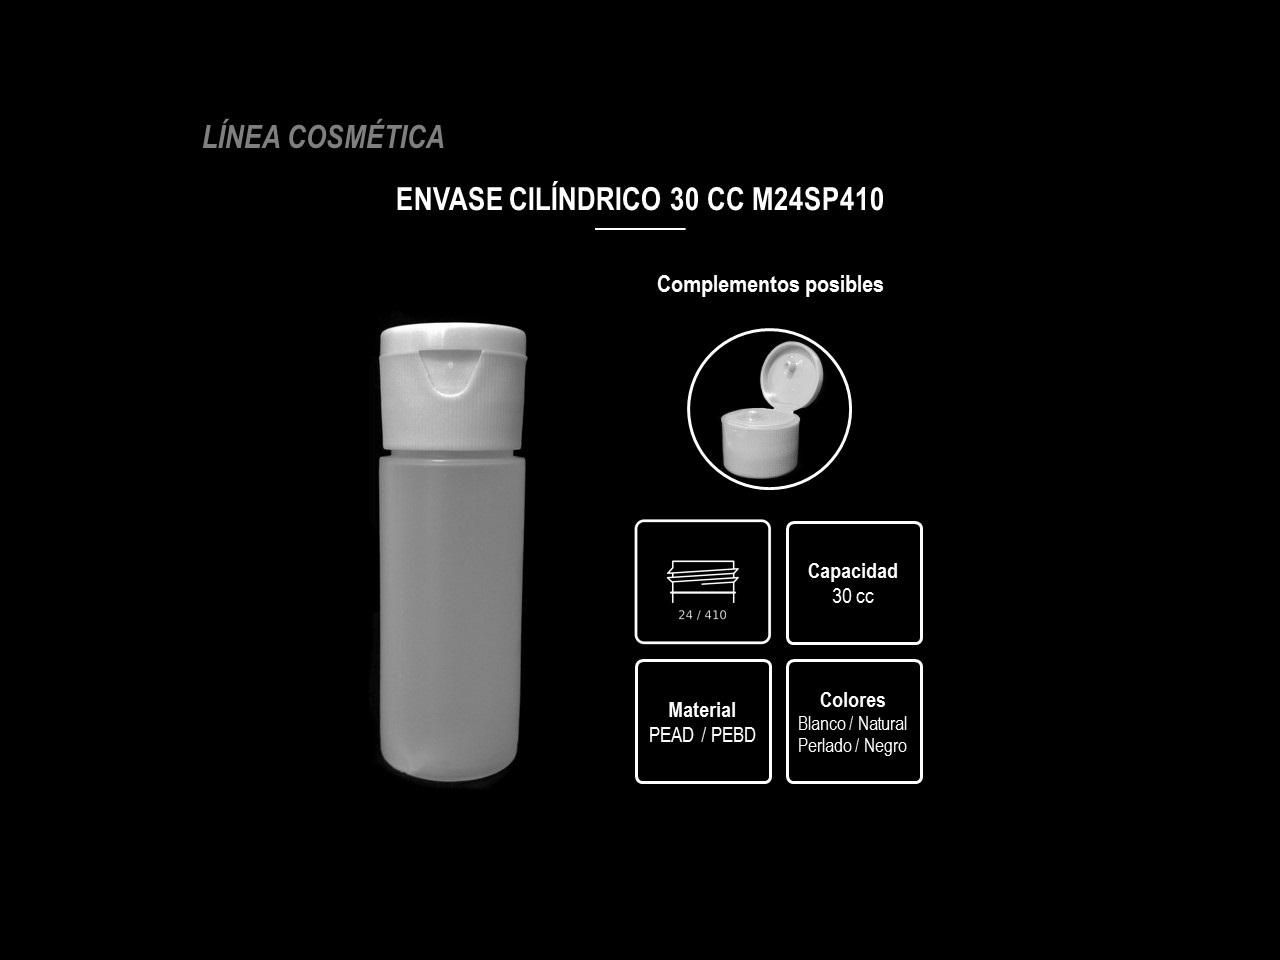 LÍNEA COSMÉTICA
ENVASE CILÍNDRICO 30 CC M24SP410
Complementos posibles
24 / 410
Capacidad
30 cc
Material
PEAD / PEBD
Colores
Blanco / Natural
Perlado / Negro